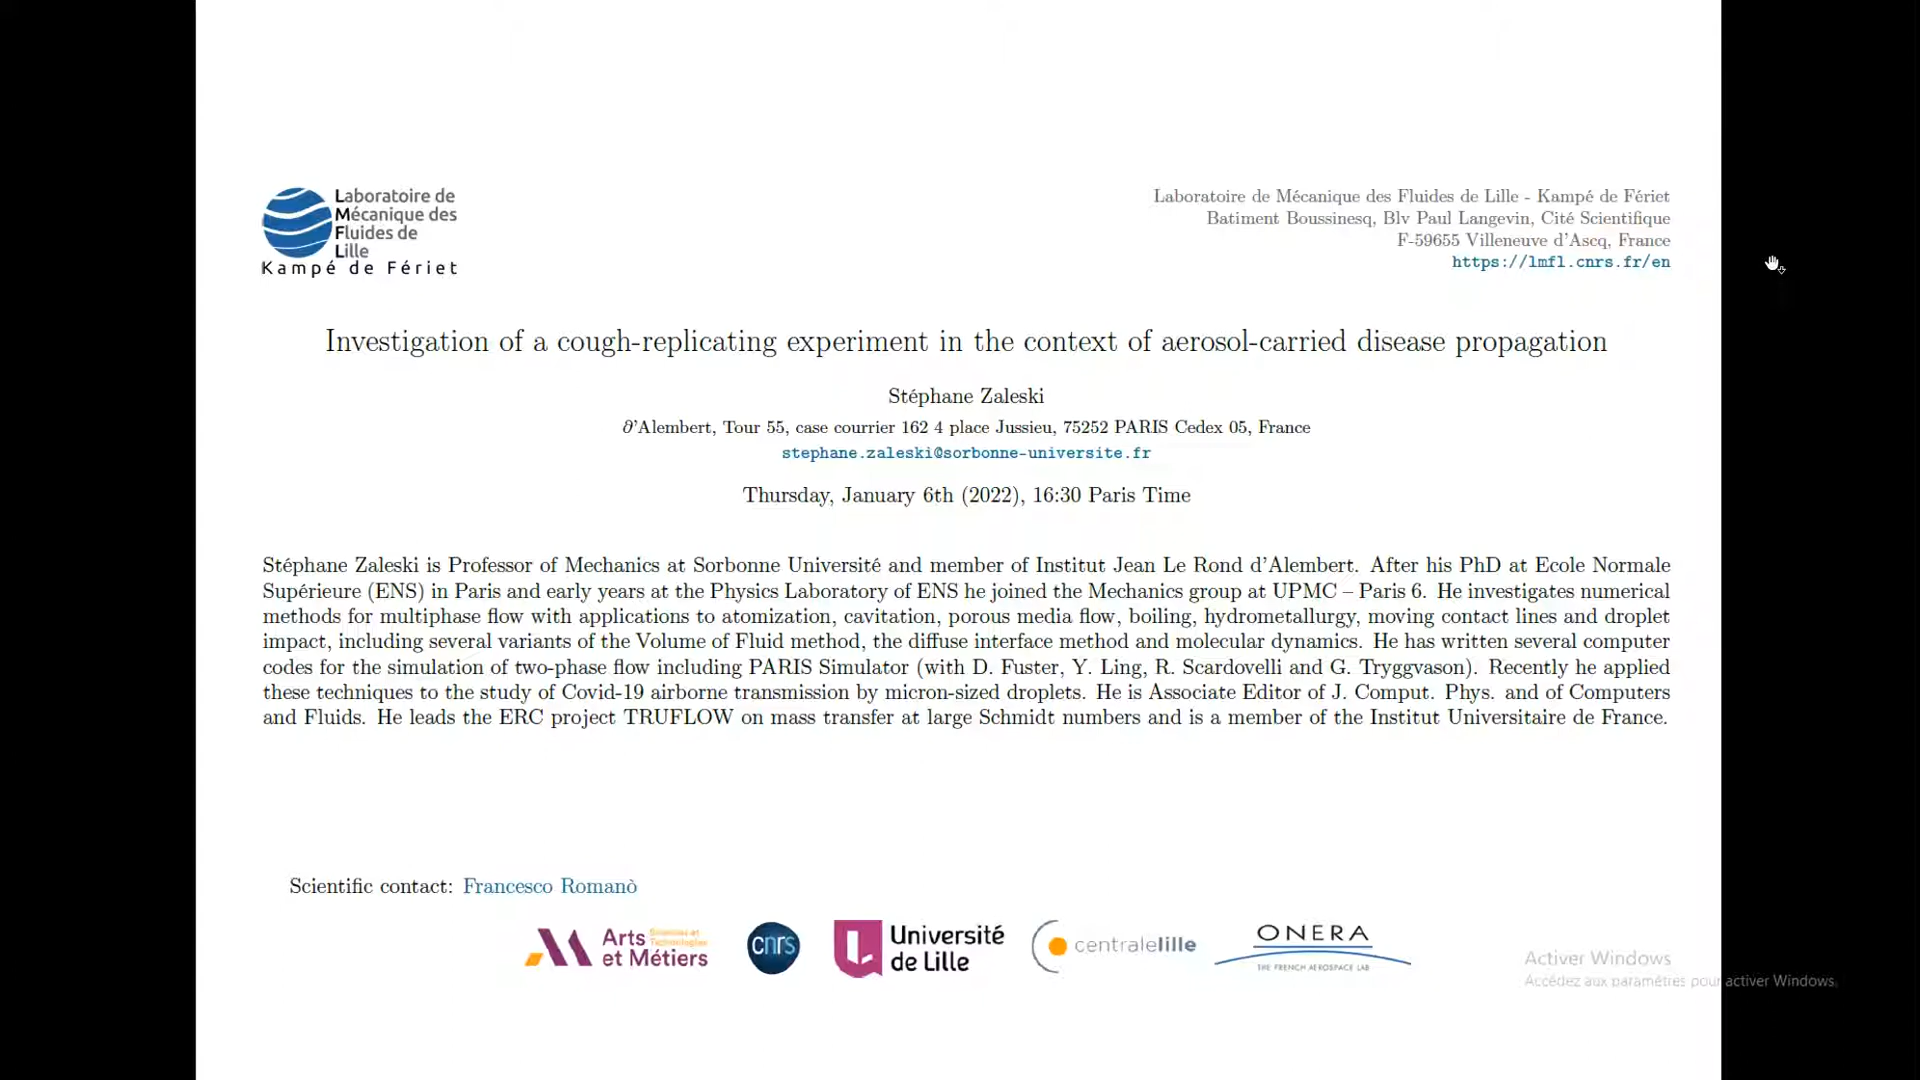 Laboratoire de
Mécanique des
Fluides de
Lille
Kampé de Fériet
Laboratoire de Mécanique des Fluides de Lille - Kampé de Fériet
Batiment Boussinesq, Blv Paul Langevin, Cité Scientifique
F-59655 Villeneuve d'Ascq, France
https://lmfl.cnrs.fr/en
Investigation of a cough-replicating experiment in the context of aerosol-carried disease propagation
Stéphane Zaleski
∂'Alembert, Tour 55, case courrier 162 4 place Jussieu, 75252 PARIS Cedex 05, France
stephane.zaleski@sorbonne-universite.fr
Thursday, January 6th (2022), 16:30 Paris Time
Stéphane Zaleski is Professor of Mechanics at Sorbonne Université and member of Institut Jean Le Rond d'Alembert. After his PhD at Ecole Normale
Supérieure (ENS) in Paris and early years at the Physics Laboratory of ENS he joined the Mechanics group at UPMC – Paris 6. He investigates numerical
methods for multiphase flow with applications to atomization, cavitation, porous media flow, boiling, hydrometallurgy, moving contact lines and droplet
impact, including several variants of the Volume of Fluid method, the diffuse interface method and molecular dynamics. He has written several computer
codes for the simulation of two-phase flow including PARIS Simulator (with D. Fuster, Y. Ling, R. Scardovelli and G. Tryggvason). Recently he applied
these techniques to the study of Covid-19 airborne transmission by micron-sized droplets. He is Associate Editor of J. Comput. Phys. and of Computers
and Fluids. He leads the ERC project TRUFLOW on mass transfer at large Schmidt numbers and is a member of the Institut Universitaire de France.
Scientific contact: Francesco Romanò
Arts Sciences et
Technologies
et Métiers
cnrs
Université
de Lille
centralelille
ONERA
THE FRENCH AEROSPACE LAB
Activer Windows
Accédez aux paramètres pour activer Windows.